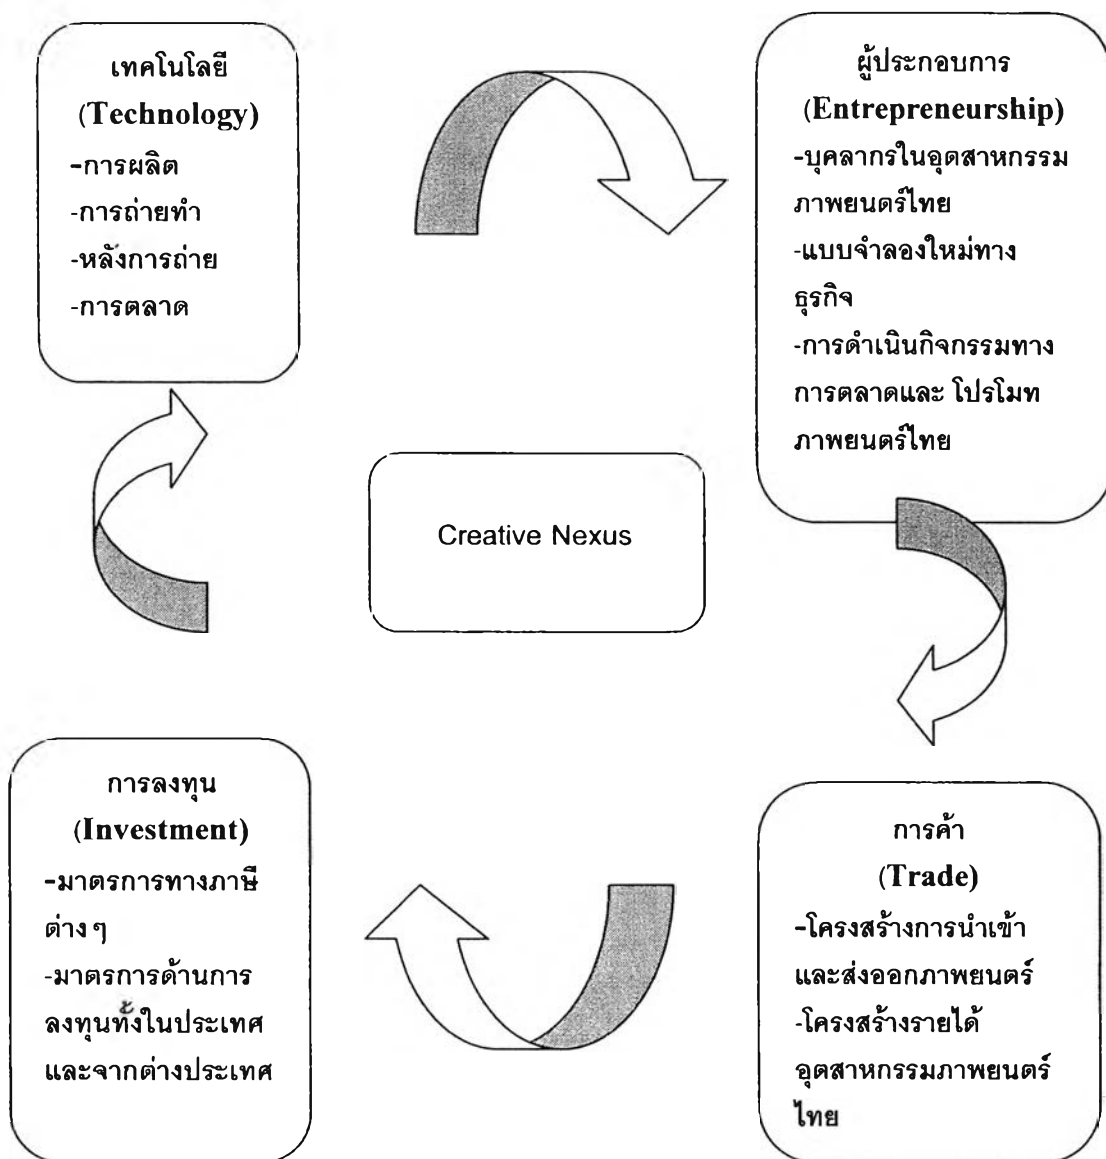 เทคโนโลยี
(Technology)
-การผลิต
-การถ่ายทำ
-หลังการถ่าย
-การตลาด
ผู้ประกอบการ
(Entrepreneurship)
-บุคลากรในอุตสาหกรรม
ภาพยนตร์ไทย
-แบบจำลองใหม่ทาง
ธุรกิจ
-การดำเนินกิจกรรมทาง
การตลาดและ โปรโมท
ภาพยนตร์ไทย
Creative Nexus
การลงทุน
(Investment)
-มาตรการทางภาษี
ต่าง ๆ
-มาตรการด้านการ
ลงทุนทั้งในประเทศ
และจากต่างประเทศ
การค้า
(Trade)
-โครงสร้างการนำเข้า
และส่งออกภาพยนตร์
-โครงสร้างรายได้
อุตสาหกรรมภาพยนตร์
ไทย